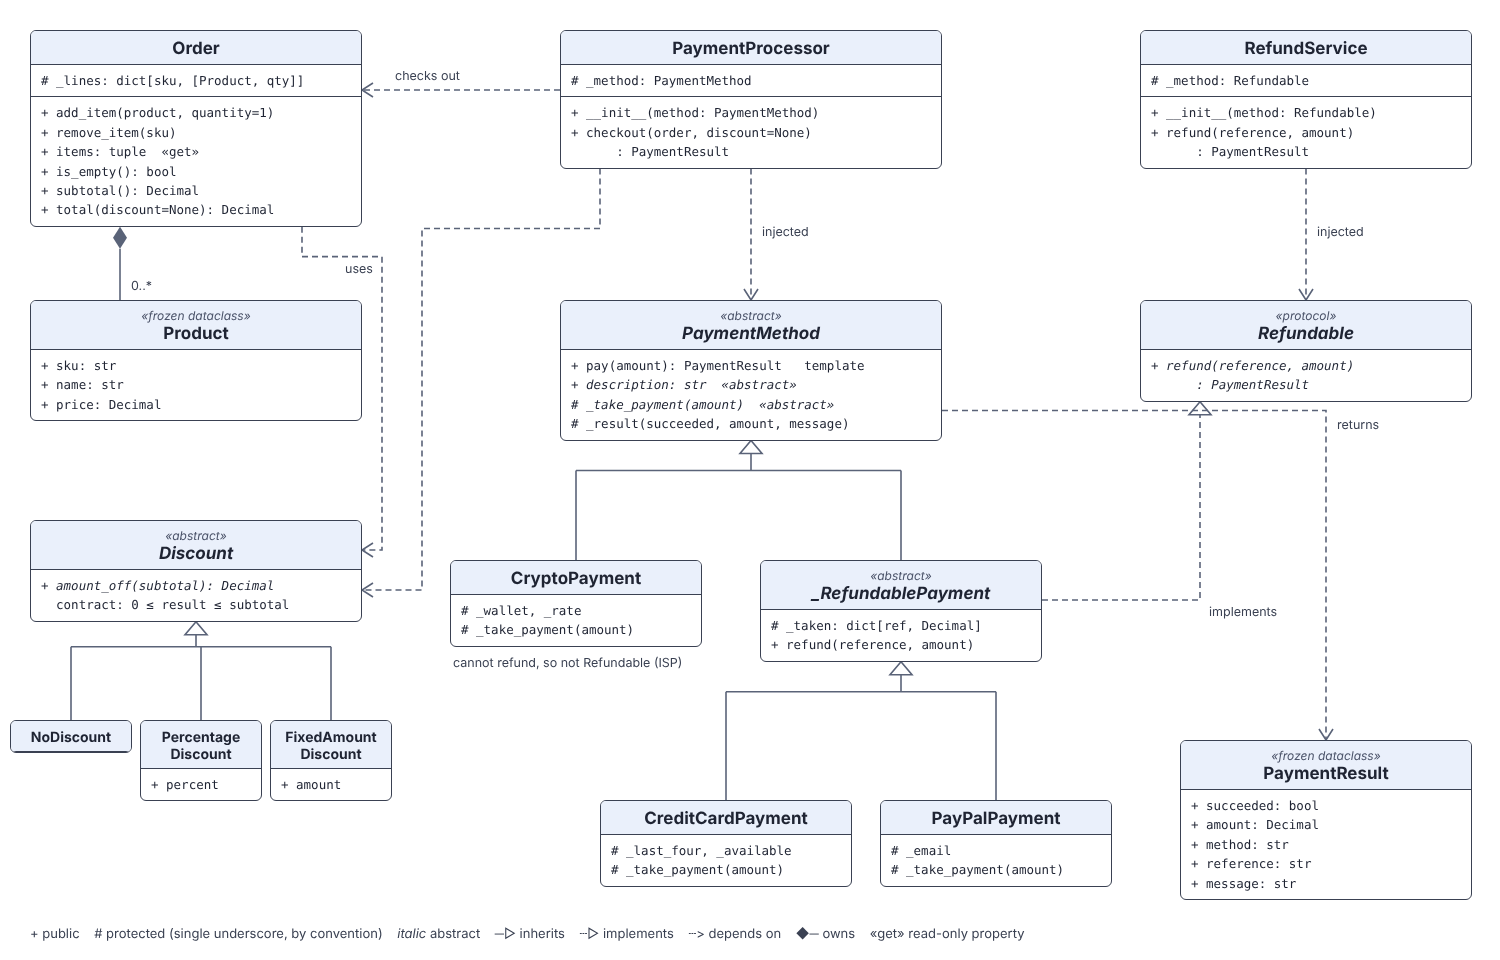 Order
# _lines: dict[sku, [Product, qty]]
+ add_item(product, quantity=1)
+ remove_item(sku)
+ items: tuple  «get»
+ is_empty(): bool
+ subtotal(): Decimal
+ total(discount=None): Decimal
checks out
PaymentProcessor
# _method: PaymentMethod
+ __init__(method: PaymentMethod)
+ checkout(order, discount=None)
: PaymentResult
RefundService
# _method: Refundable
+ __init__(method: Refundable)
+ refund(reference, amount)
: PaymentResult
uses
0..*
injected
injected
«frozen dataclass»
Product
+ sku: str
+ name: str
+ price: Decimal
«abstract»
PaymentMethod
+ pay(amount): PaymentResult   template
+ description: str  «abstract»
# _take_payment(amount)  «abstract»
# _result(succeeded, amount, message)
«protocol»
Refundable
+ refund(reference, amount)
: PaymentResult
returns
«abstract»
Discount
+ amount_off(subtotal): Decimal
contract: 0 ≤ result ≤ subtotal
CryptoPayment
# _wallet, _rate
# _take_payment(amount)
cannot refund, so not Refundable (ISP)
«abstract»
_RefundablePayment
# _taken: dict[ref, Decimal]
+ refund(reference, amount)
implements
NoDiscount
Percentage
Discount
+ percent
FixedAmount
Discount
+ amount
CreditCardPayment
# _last_four, _available
# _take_payment(amount)
PayPalPayment
# _email
# _take_payment(amount)
«frozen dataclass»
PaymentResult
+ succeeded: bool
+ amount: Decimal
+ method: str
+ reference: str
+ message: str
+ public    # protected (single underscore, by convention)    italic abstract    inherits    implements    depends on    owns    «get» read-only property